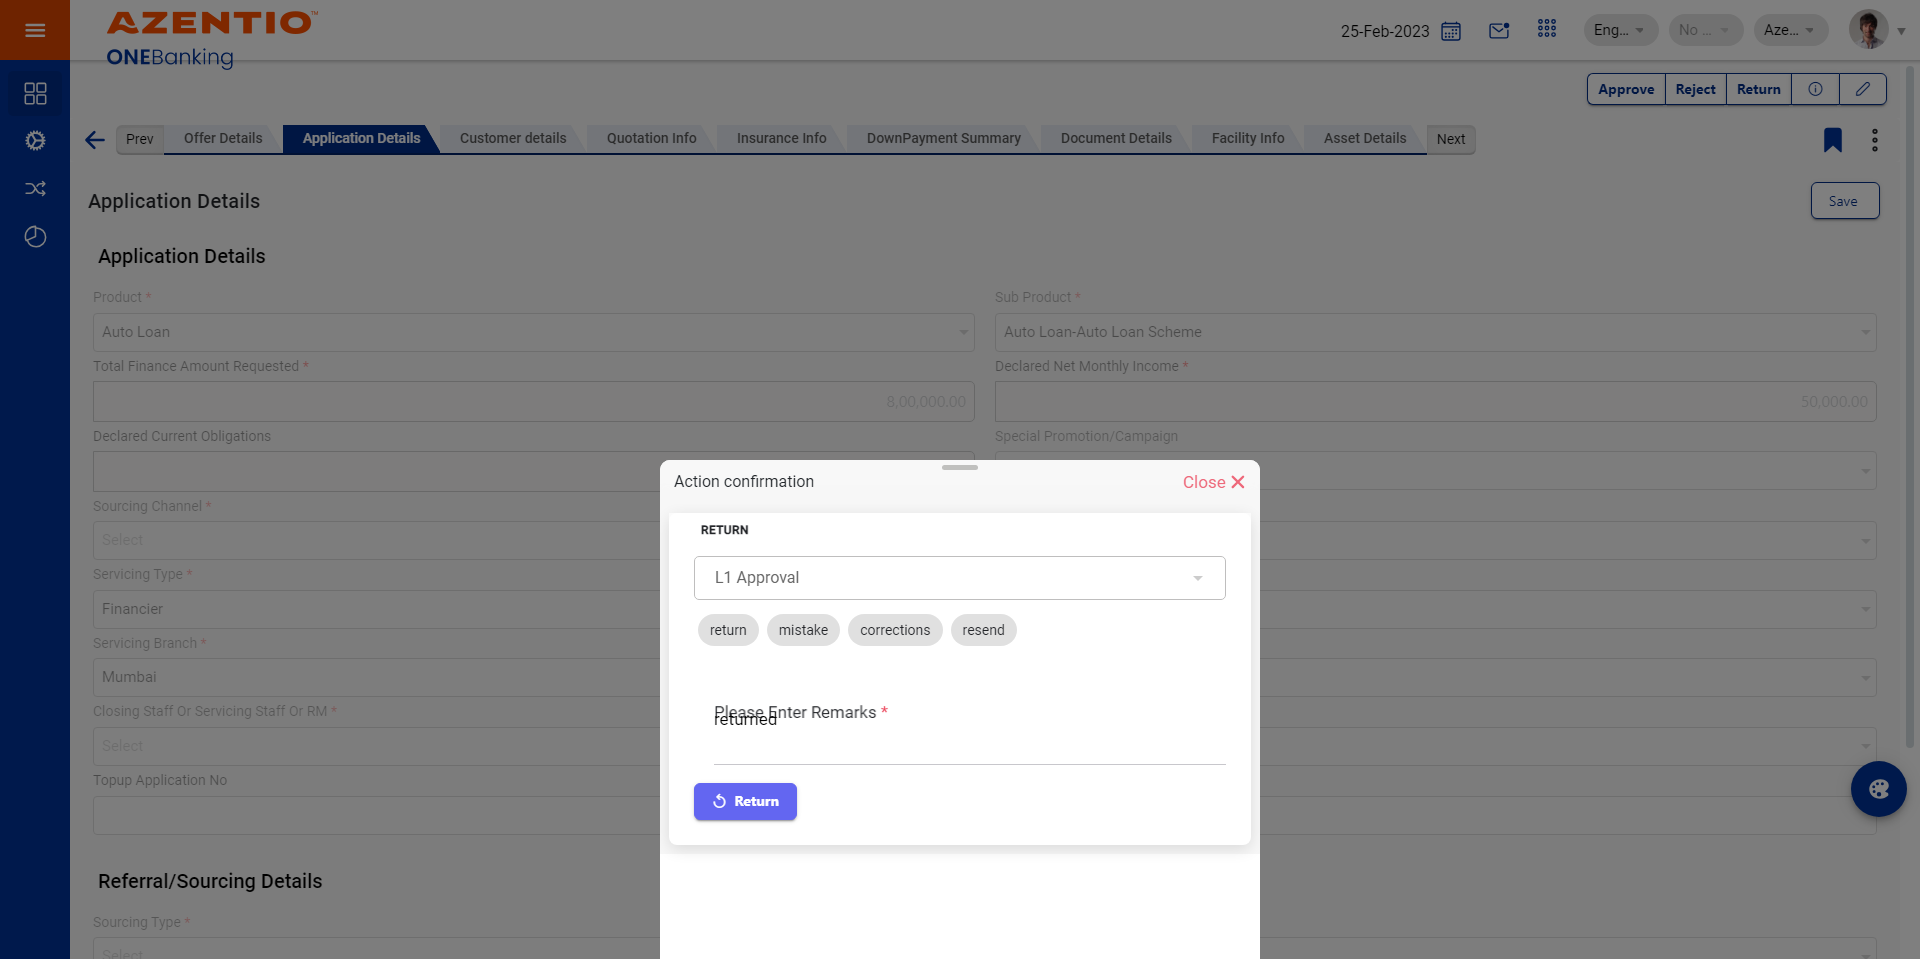 AZENTIO™
ONEBanking
25-Feb-2023
Eng...
No ...
Aze...
Approve
Reject
Return
Prev
Offer Details
Application Details
Customer details
Quotation Info
Insurance Info
DownPayment Summary
Document Details
Facility Info
Asset Details
Next
Application Details
Save
Application Details
Product *
Sub Product *
Auto Loan
Auto Loan-Auto Loan Scheme
Total Finance Amount Requested *
Declared Net Monthly Income *
8,00,000.00
50,000.00
Declared Current Obligations
Special Promotion/Campaign
Sourcing Channel *
Select
Servicing Type *
Financier
Servicing Branch *
Mumbai
Closing Staff Or Servicing Staff Or RM *
Select
Topup Application No
Referral/Sourcing Details
Sourcing Type *
Select
Action confirmation
Close
RETURN
L1 Approval
return
mistake
corrections
resend
Please Enter Remarks *
returned
Return